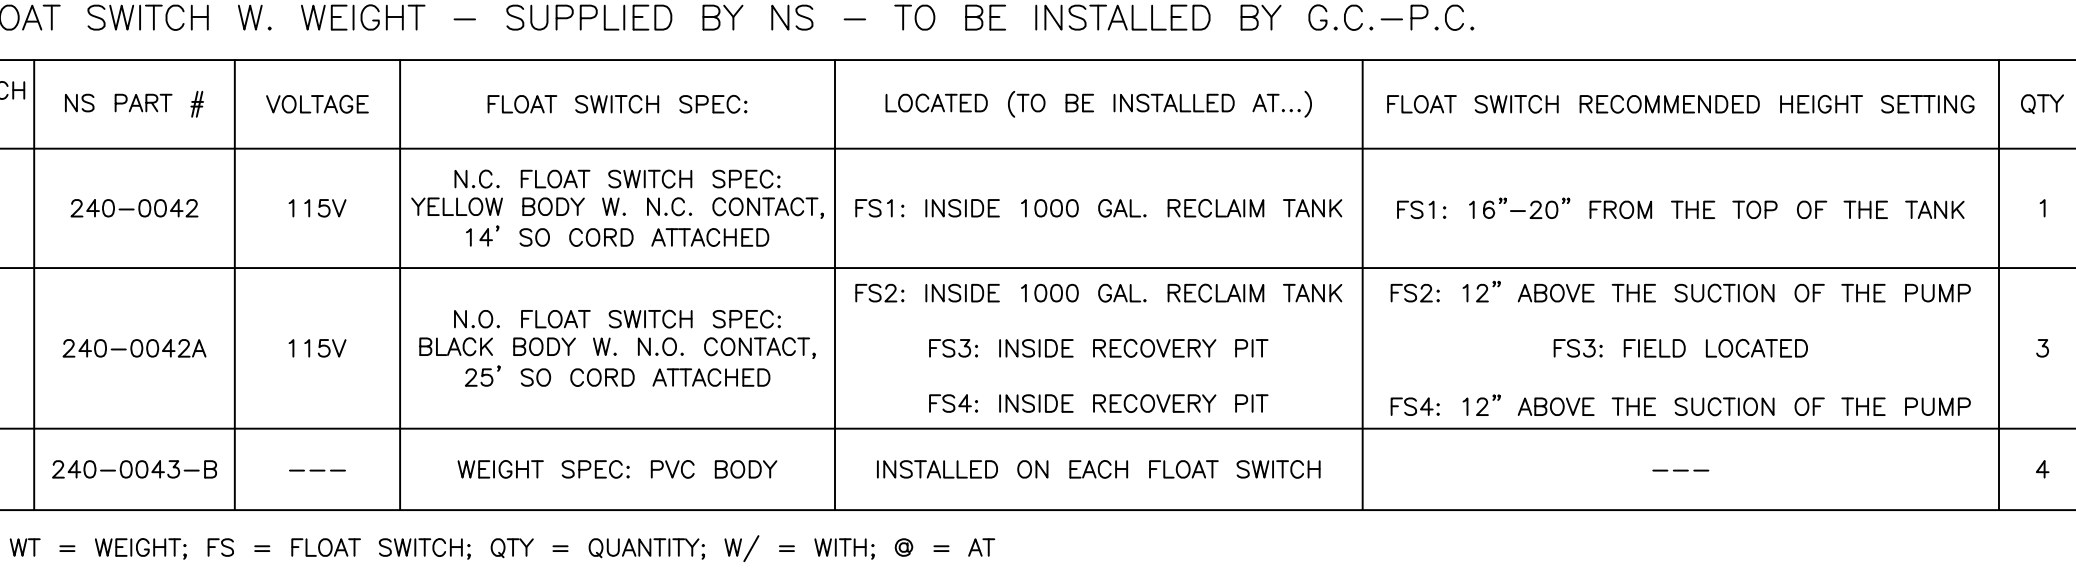 OAT SWITCH W. WEIGHT – SUPPLIED BY NS – TO BE INSTALLED BY G.C.–P.C.
CH NS PART # VOLTAGE FLOAT SWITCH SPEC: LOCATED (TO BE INSTALLED AT...) FLOAT SWITCH RECOMMENDED HEIGHT SETTING QTY
240–0042 115V
N.C. FLOAT SWITCH SPEC:
YELLOW BODY W. N.C. CONTACT,
14' SO CORD ATTACHED
FS1: INSIDE 1000 GAL. RECLAIM TANK
FS1: 16"–20" FROM THE TOP OF THE TANK
1
240–0042A 115V
N.O. FLOAT SWITCH SPEC:
BLACK BODY W. N.O. CONTACT,
25' SO CORD ATTACHED
FS2: INSIDE 1000 GAL. RECLAIM TANK
FS3: INSIDE RECOVERY PIT
FS4: INSIDE RECOVERY PIT
FS2: 12" ABOVE THE SUCTION OF THE PUMP
FS3: FIELD LOCATED
FS4: 12" ABOVE THE SUCTION OF THE PUMP
3
240–0043–B ––– WEIGHT SPEC: PVC BODY INSTALLED ON EACH FLOAT SWITCH ––– 4
WT = WEIGHT; FS = FLOAT SWITCH; QTY = QUANTITY; W/ = WITH; @ = AT